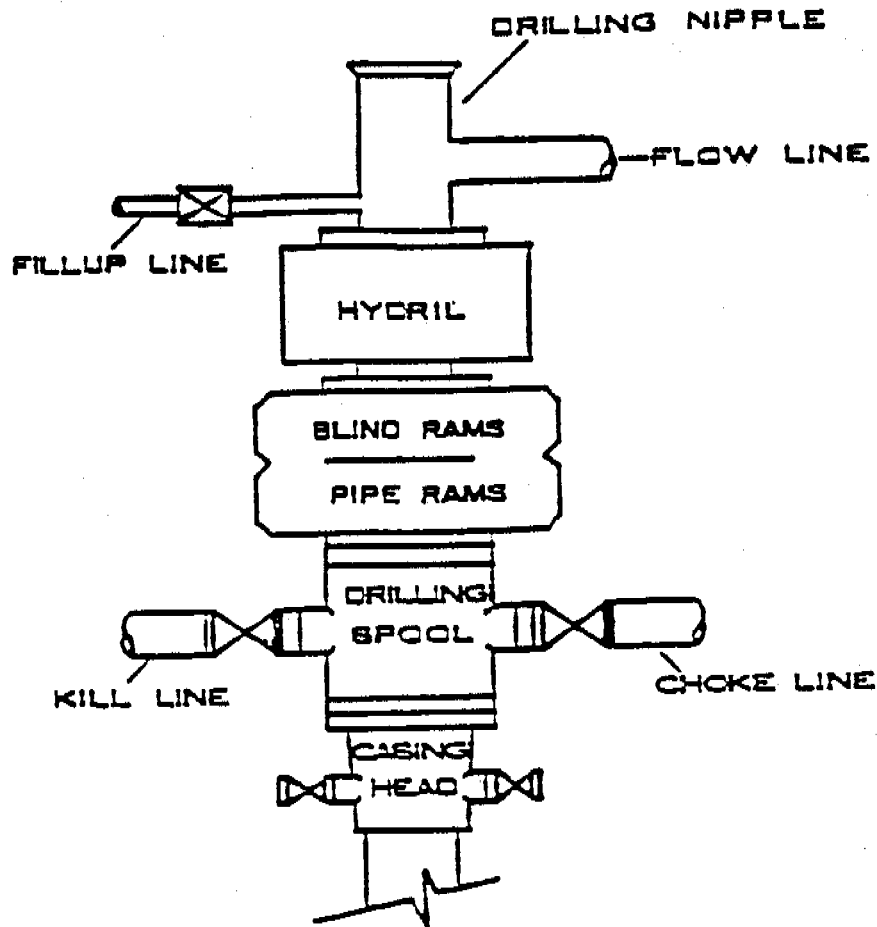 DRILLING NIPPLE
FLOW LINE
FILLUP LINE
HYDRIL
BLIND RAMS
PIPE RAMS
DRILLING
SPOOL
KILL LINE
CHOKE LINE
CASING
HEAD